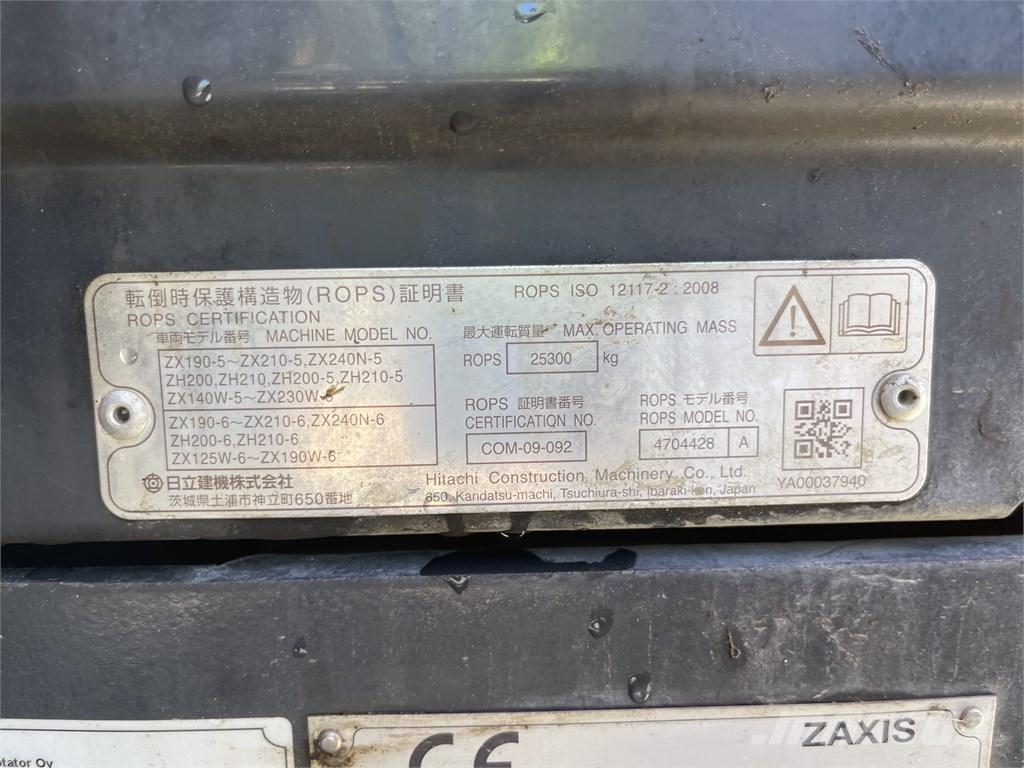 転倒時保護構造物(ROPS)証明書 ROPS ISO 12117-2 : 2008
ROPS CERTIFICATION
車両モデル番号 MACHINE MODEL NO.
ZX190-5~ZX210-5,ZX240N-5
ZH200,ZH210,ZH200-5,ZH210-5
ZX140W-5~ZX230W-5
ZX190-6~ZX210-6,ZX240N-6
ZH200-6,ZH210-6
ZX125W-6~ZX190W-6
最大運転質量 MAX. OPERATING MASS
ROPS 25300 kg
ROPS 証明書番号
CERTIFICATION NO.
COM-09-092
ROPS モデル番号
ROPS MODEL NO.
4704428 A
YA00037940
日立建機株式会社
茨城県土浦市神立町650番地
Hitachi Construction Machinery Co., Ltd.
650, Kandatsu-machi, Tsuchiura-shi, Ibaraki-ken, Japan
otator Oy
CE
ZAXIS